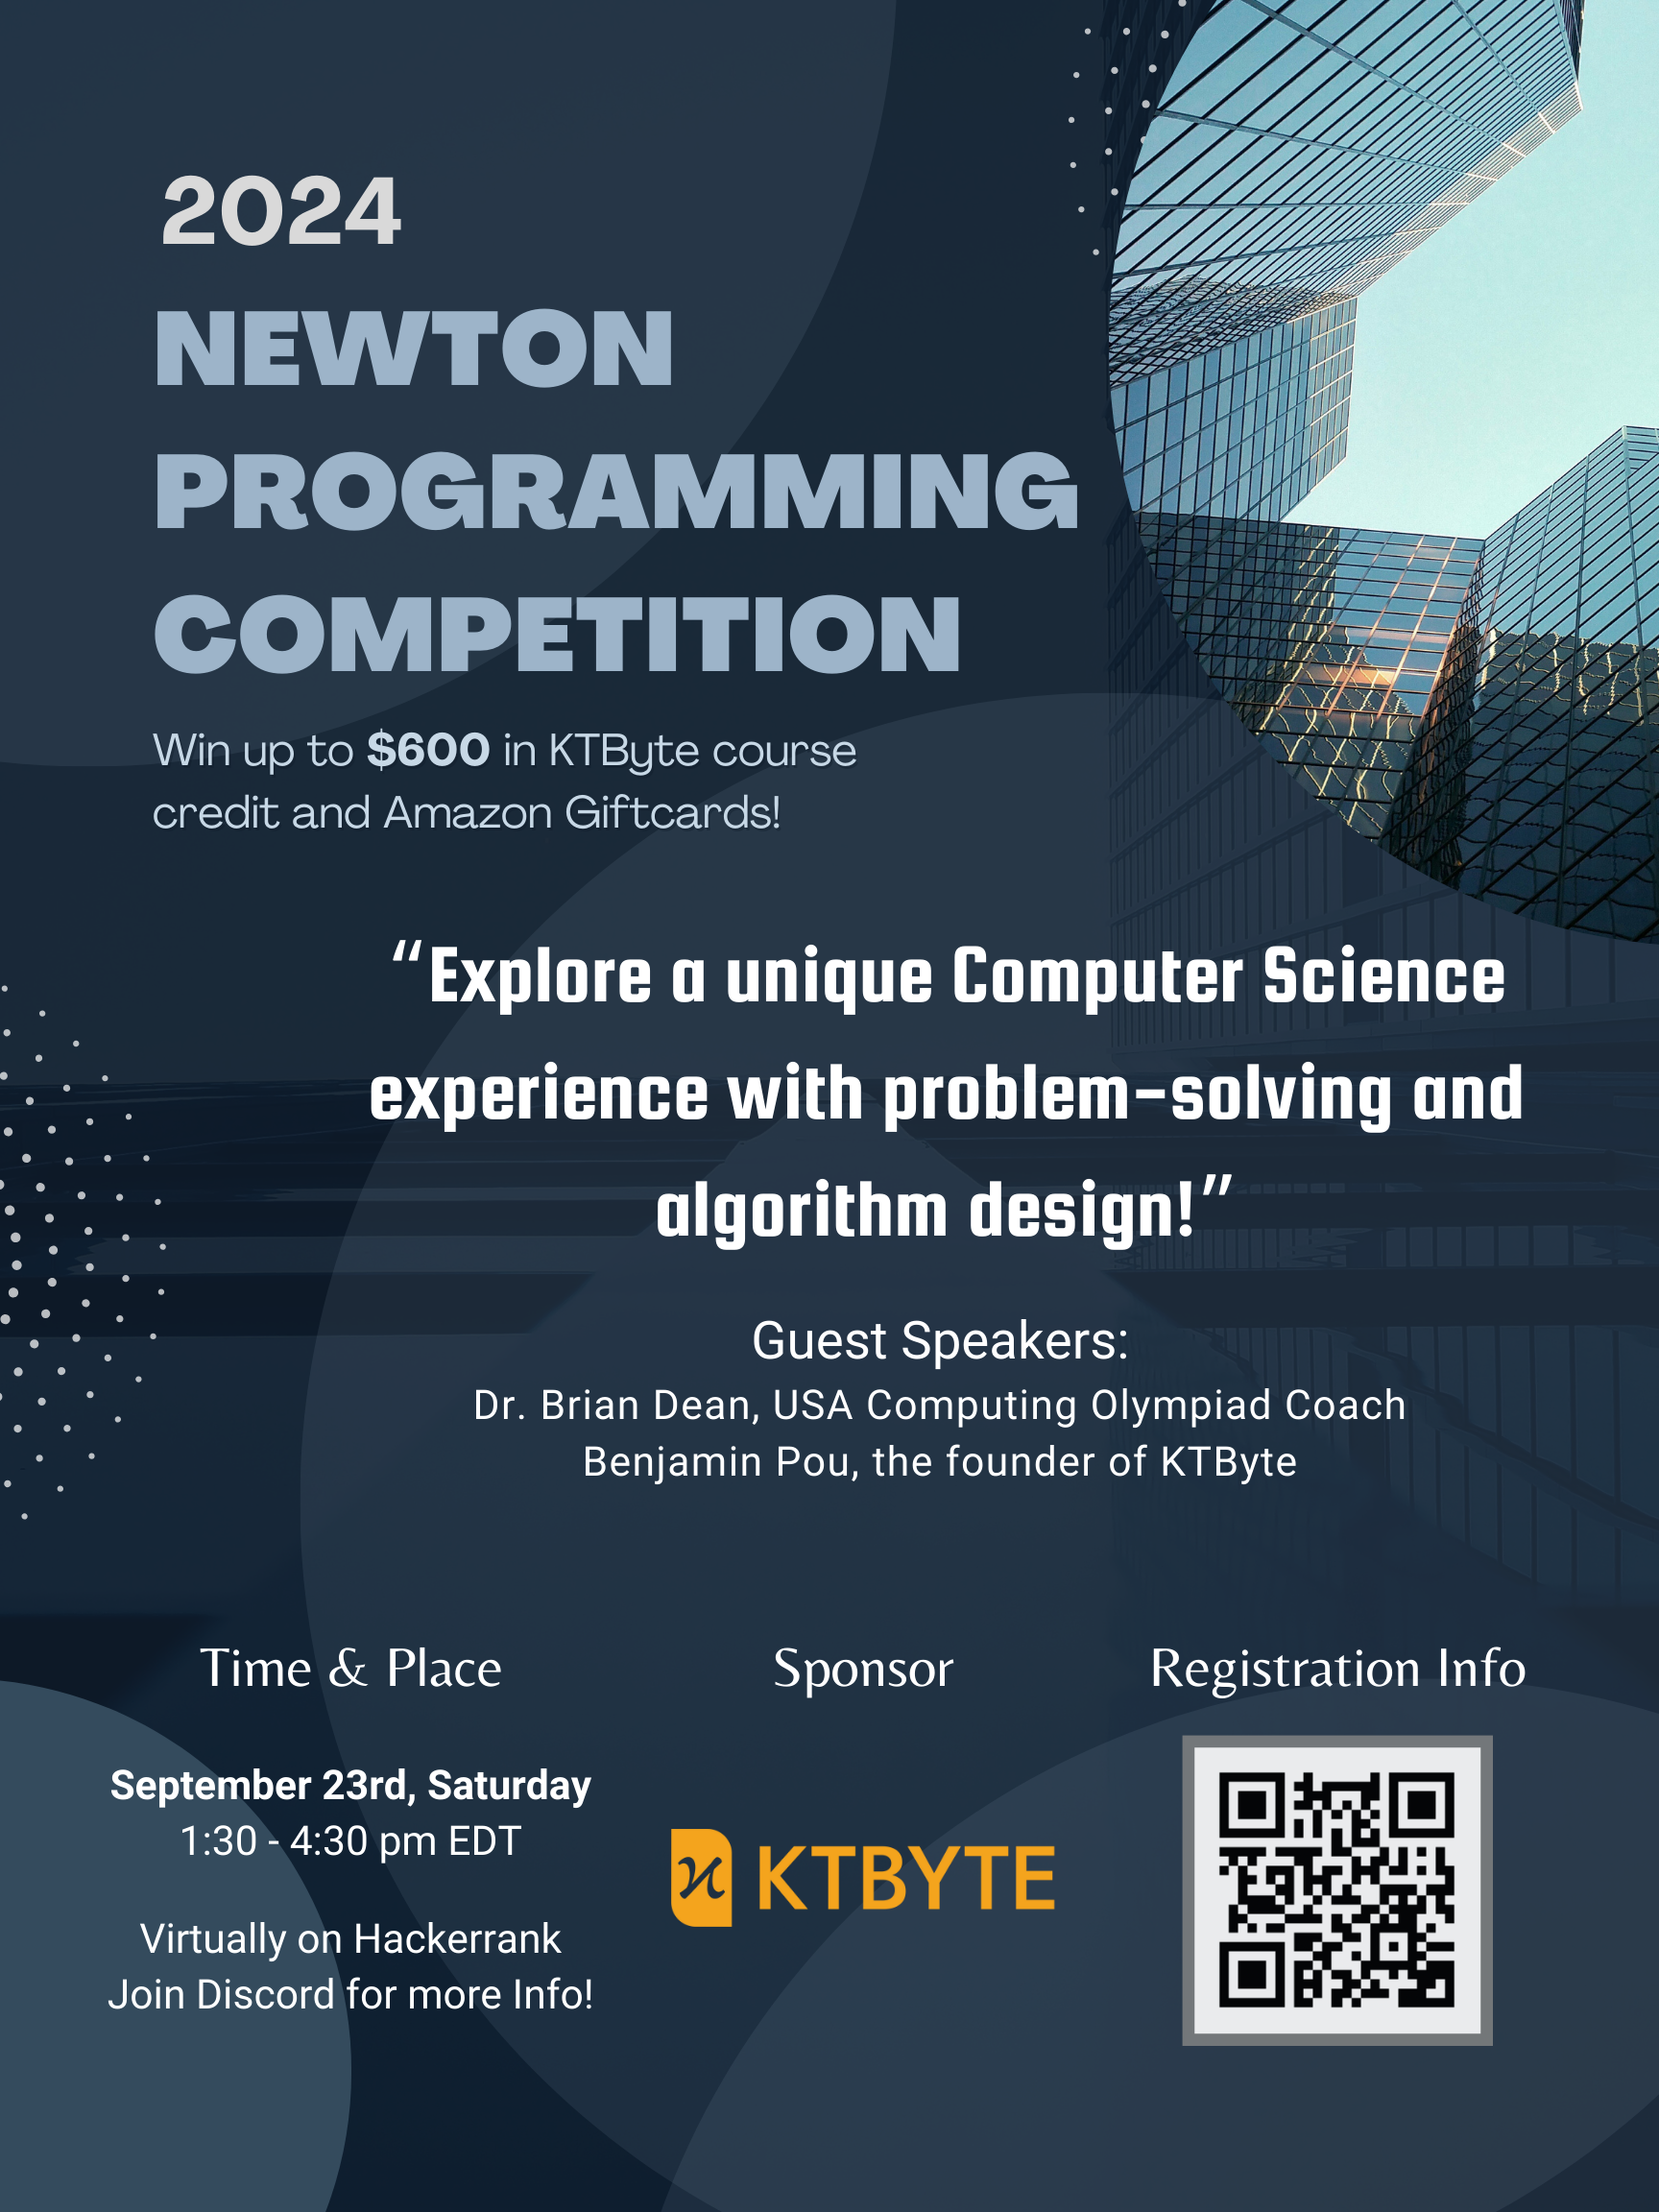 2024
NEWTON
PROGRAMMING
COMPETITION
Win up to $600 in KTByte course
credit and Amazon Giftcards!
“Explore a unique Computer Science
experience with problem-solving and
algorithm design!”
Guest Speakers:
Dr. Brian Dean, USA Computing Olympiad Coach
Benjamin Pou, the founder of KTByte
Time & Place
September 23rd, Saturday
1:30 - 4:30 pm EDT
Virtually on Hackerrank
Join Discord for more Info!
Sponsor
KTBYTE
Registration Info